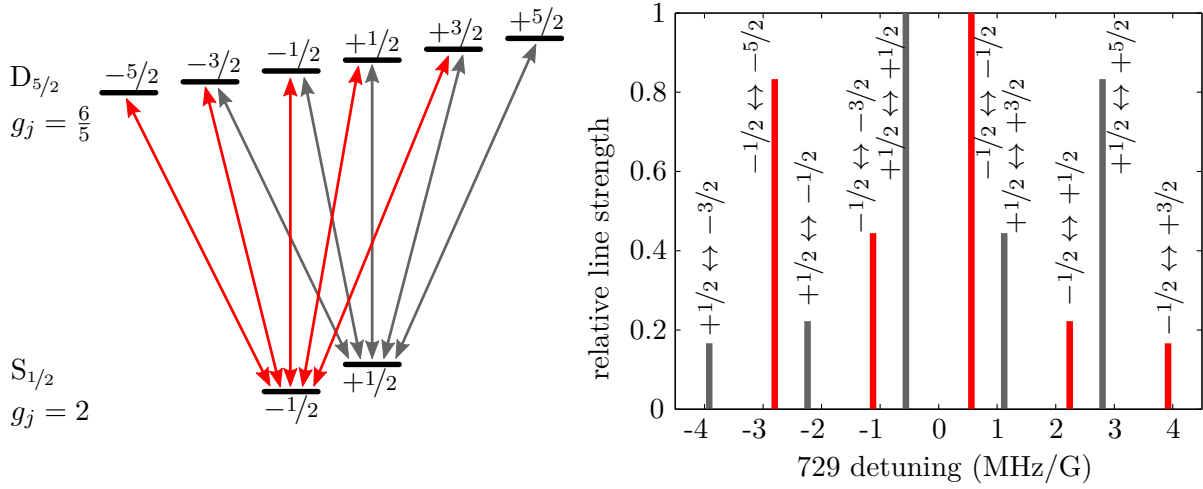 +5/2
+3/2
+1/2
−1/2
−3/2
−5/2
D5/2
gj = 6/5
S1/2
gj = 2
+1/2
−1/2
relative line strength
1
0.8
0.6
0.4
0.2
0
+1/2 ↔ −3/2
−1/2 ↔ −5/2
+1/2 ↔ −1/2
−1/2 ↔ −3/2
+1/2 ↔ +1/2
−1/2 ↔ −1/2
+1/2 ↔ +3/2
−1/2 ↔ +1/2
+1/2 ↔ +5/2
−1/2 ↔ +3/2
-4 -3 -2 -1 0 1 2 3 4
729 detuning (MHz/G)